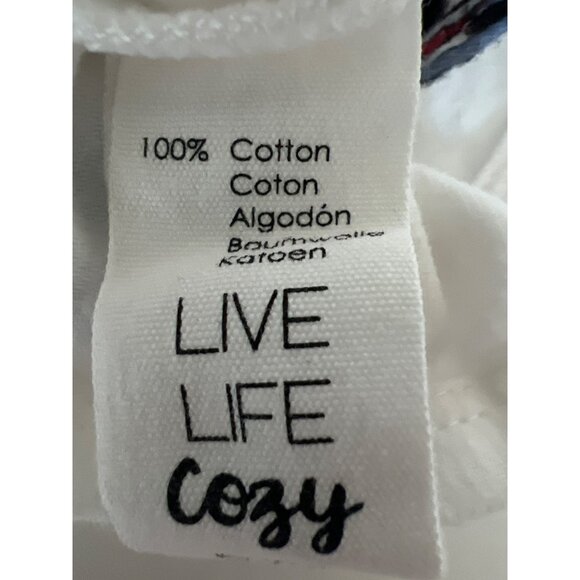 100% Cotton
Coton
Algodón
Baumwolle
Katoen
LIVE
LIFE
Cozy